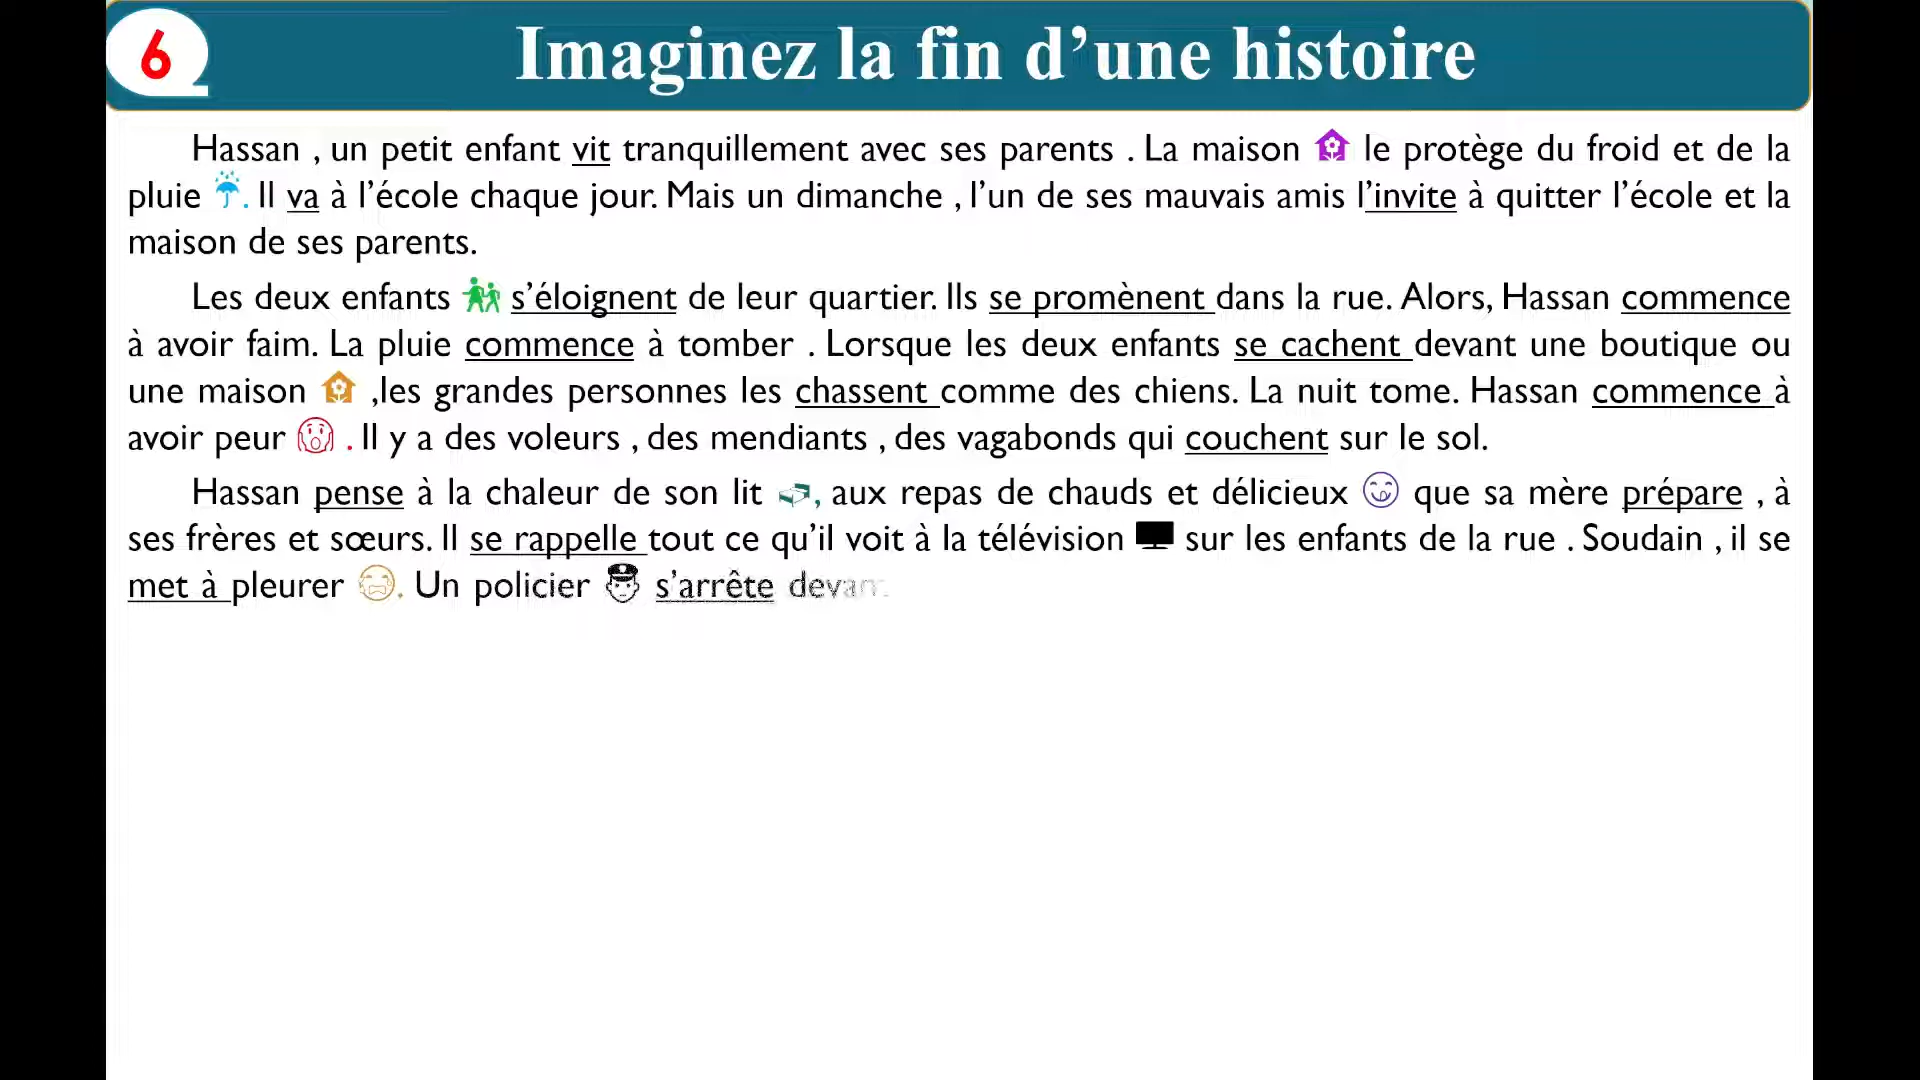 6
Imaginez la fin d’une histoire
Hassan , un petit enfant vit tranquillement avec ses parents . La maison le protège du froid et de la
pluie . Il va à l’école chaque jour. Mais un dimanche , l’un de ses mauvais amis l’invite à quitter l’école et la
maison de ses parents.
Les deux enfants s’éloignent de leur quartier. Ils se promènent dans la rue. Alors, Hassan commence
à avoir faim. La pluie commence à tomber . Lorsque les deux enfants se cachent devant une boutique ou
une maison ,les grandes personnes les chassent comme des chiens. La nuit tome. Hassan commence à
avoir peur . Il y a des voleurs , des mendiants , des vagabonds qui couchent sur le sol.
Hassan pense à la chaleur de son lit , aux repas de chauds et délicieux que sa mère prépare , à
ses frères et sœurs. Il se rappelle tout ce qu’il voit à la télévision sur les enfants de la rue . Soudain , il se
met à pleurer . Un policier s’arrête